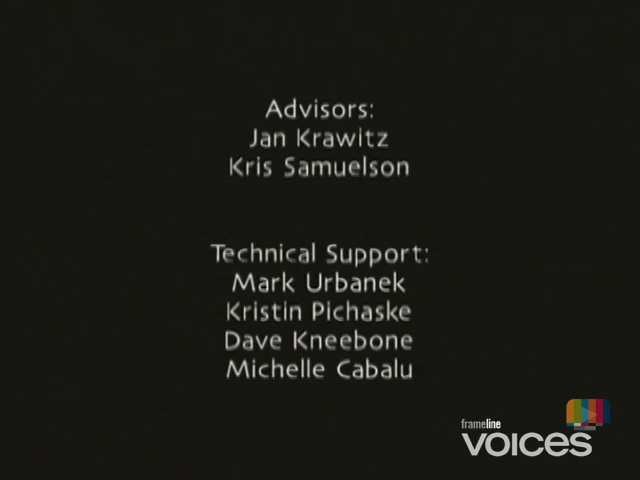 Advisors:
Jan Krawitz
Kris Samuelson
Technical Support:
Mark Urbanek
Kristin Pichaske
Dave Kneebone
Michelle Cabalu
frameline
voices